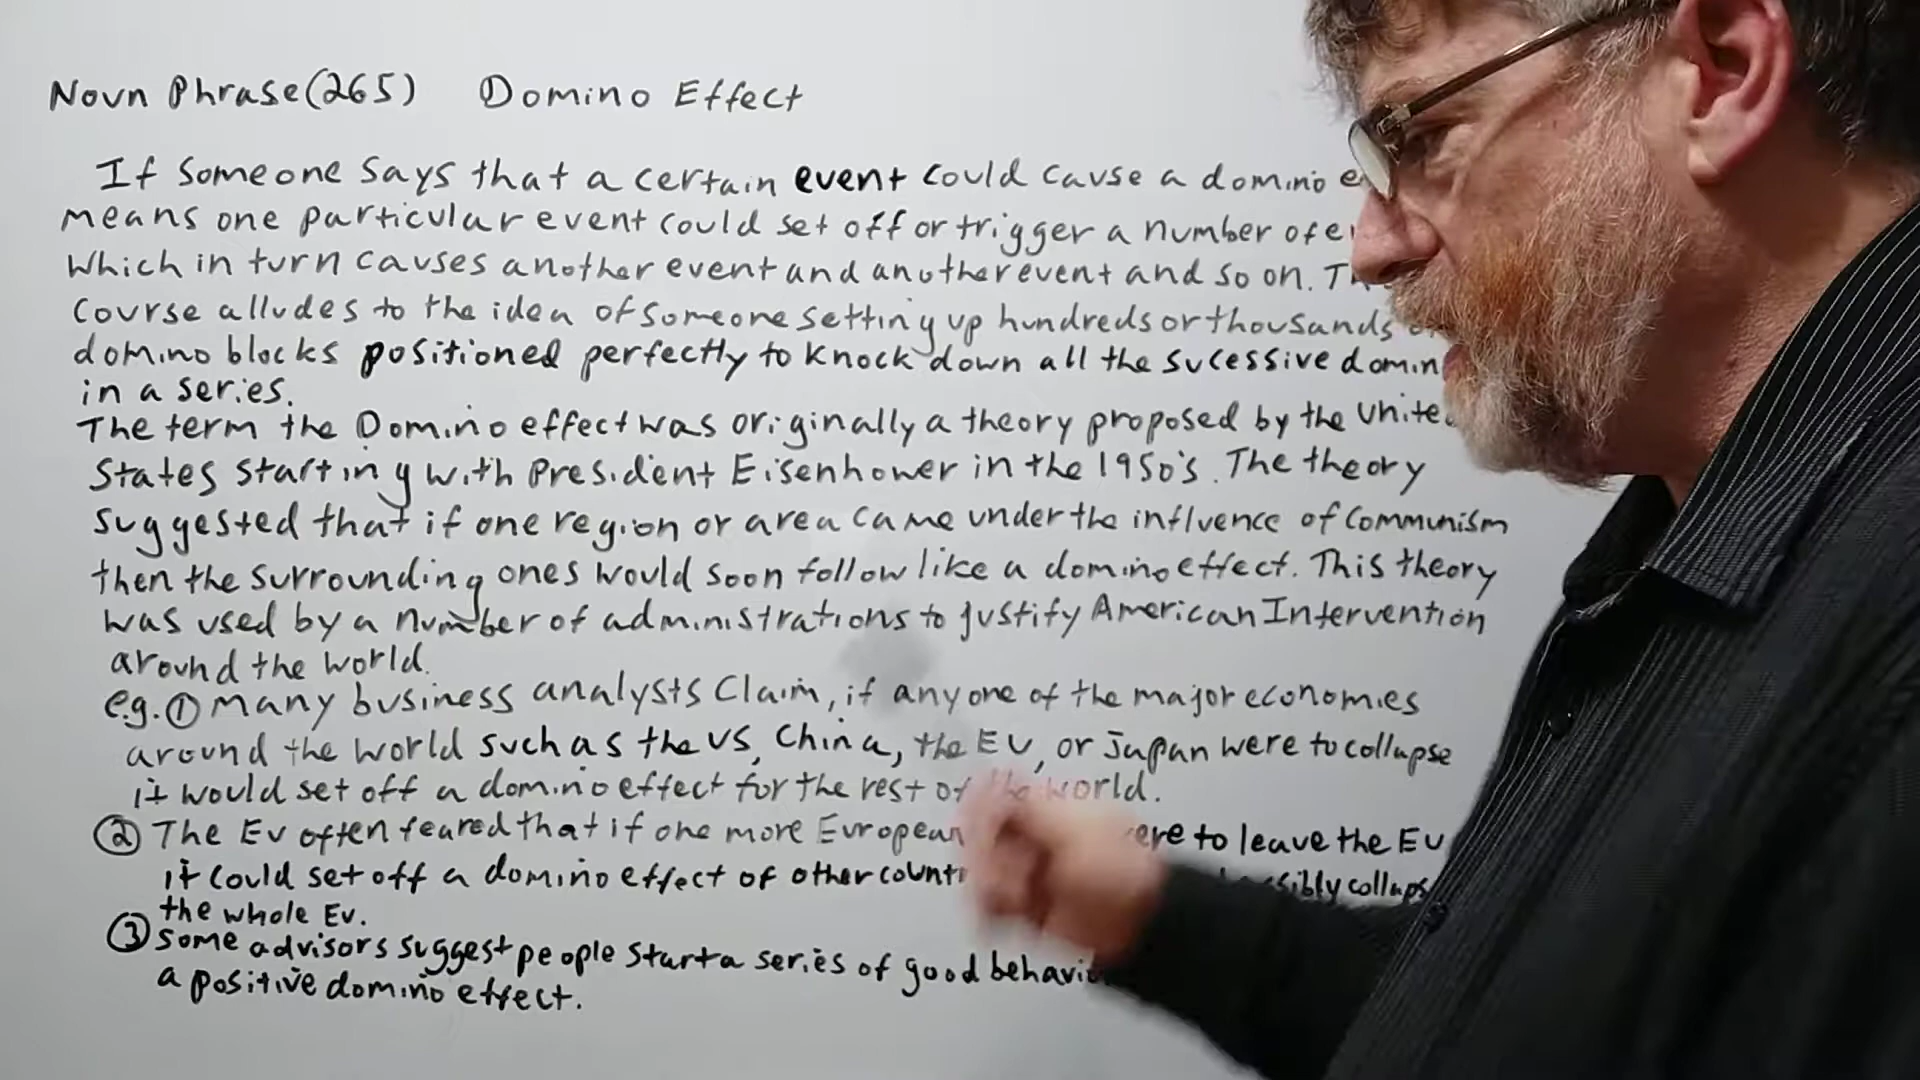 Noun Phrase(265) Domino Effect
If someone says that a certain event could cause a domino
means one particular event could set off or trigger a number of
which in turn causes another event and another event and so on.
course alludes to the idea of someone setting up hundreds or thousands
domino blocks positioned perfectly to knock down all the sucessive
in a series.
The term the Domino effect was originally a theory proposed by the
States starting with President Eisenhower in the 1950's. The theory
suggested that if one region or area came under the influence of Communism
then the surrounding ones would soon follow like a domino effect. This theory
was used by a number of administrations to justify American Intervention
around the world.
e.g. ① Many business analysts Claim, if any one of the major economies
around the world such as the US, China, the EU, or Japan were to collapse
it would set off a domino effect for the rest of the world.
② The EU often feared that if one more European to leave the EU
it could set off a domino effect of other
the whole EU.
③ Some advisors suggest people start a series of good
a positive domino effect.